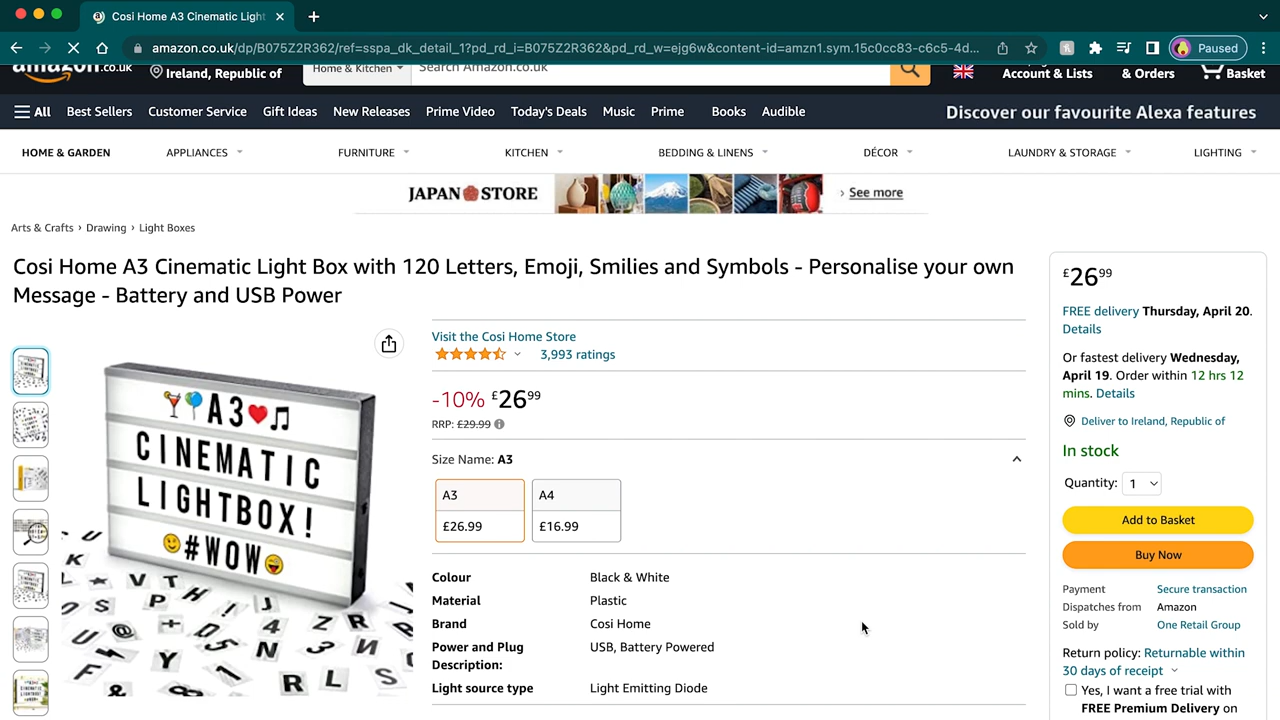 Cosi Home A3 Cinematic Light
amazon.co.uk/dp/B075Z2R362/ref=sspa_dk_detail_1?pd_rd_i=B075Z2R362&pd_rd_w=ejg6w&content-id=amzn1.sym.15c0cc83-c6c5-4d...
Paused
amazon.co.uk
Ireland, Republic of
Home & Kitchen
Search Amazon.co.uk
Account & Lists
& Orders
Basket
All Best Sellers Customer Service Gift Ideas New Releases Prime Video Today's Deals Music Prime Books Audible
Discover our favourite Alexa features
HOME & GARDEN APPLIANCES FURNITURE KITCHEN BEDDING & LINENS DÉCOR LAUNDRY & STORAGE LIGHTING
JAPAN STORE › See more
Arts & Crafts › Drawing › Light Boxes
Cosi Home A3 Cinematic Light Box with 120 Letters, Emoji, Smilies and Symbols - Personalise your own
Message - Battery and USB Power
A3
CINEMATIC
LIGHTBOX!
#WOW
Visit the Cosi Home Store
3,993 ratings
-10% £26 99
RRP: £29.99
Size Name: A3
A3 A4
£26.99 £16.99
Colour Black & White
Material Plastic
Brand Cosi Home
Power and Plug USB, Battery Powered
Description:
Light source type Light Emitting Diode
£26 99
FREE delivery Thursday, April 20.
Details
Or fastest delivery Wednesday,
April 19. Order within 12 hrs 12
mins. Details
Deliver to Ireland, Republic of
In stock
Quantity: 1
Add to Basket
Buy Now
Payment Secure transaction
Dispatches from Amazon
Sold by One Retail Group
Return policy: Returnable within
30 days of receipt
Yes, I want a free trial with
FREE Premium Delivery on